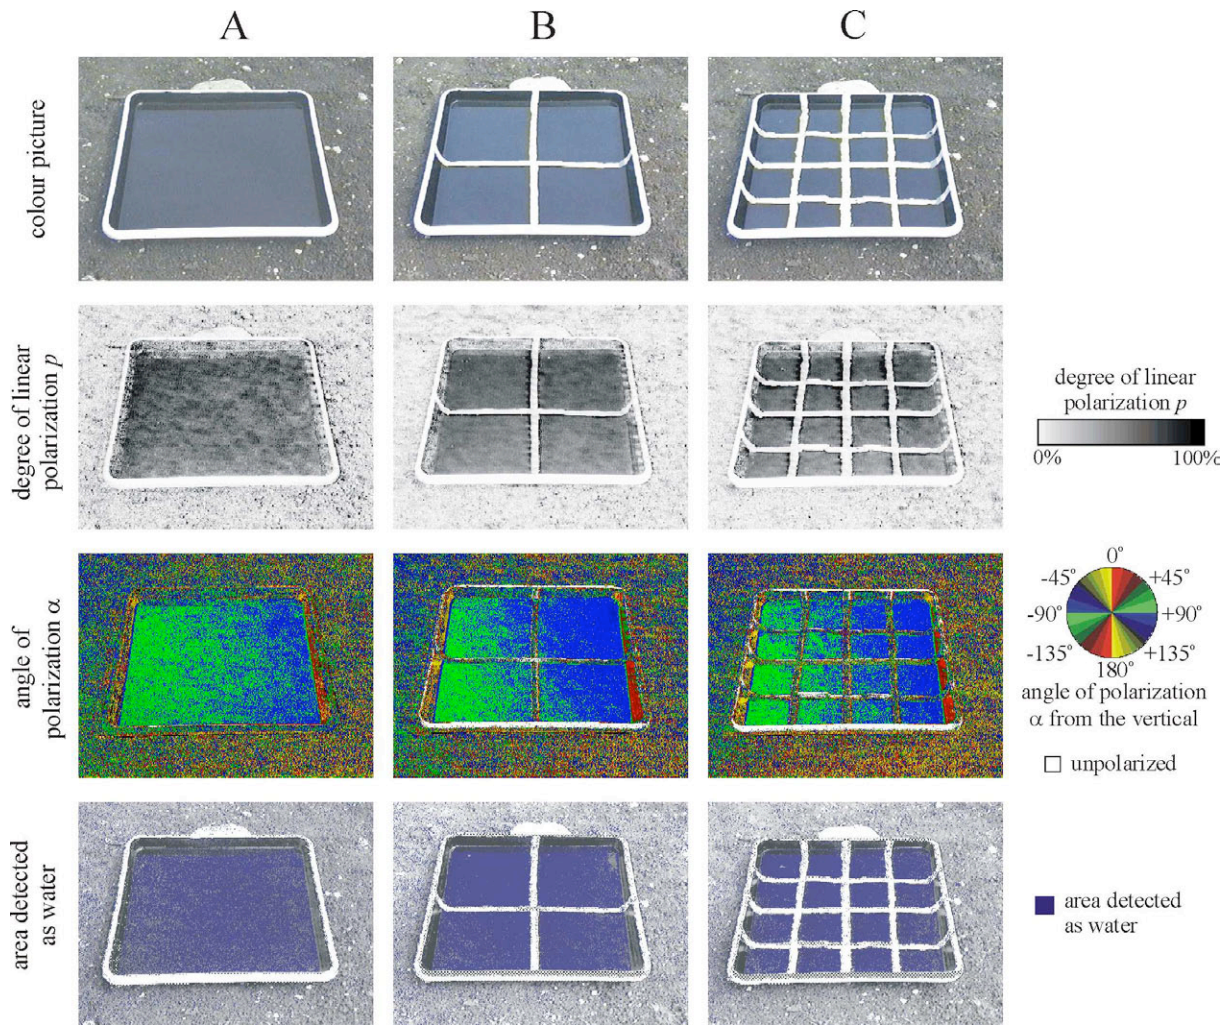 A B C
colour picture
degree of linear
polarization p
degree of linear
polarization p
0% 100%
angle of
polarization α
0°
-45° +45°
-90° +90°
-135° +135°
180°
angle of polarization
α from the vertical
unpolarized
area detected
as water
area detected
as water